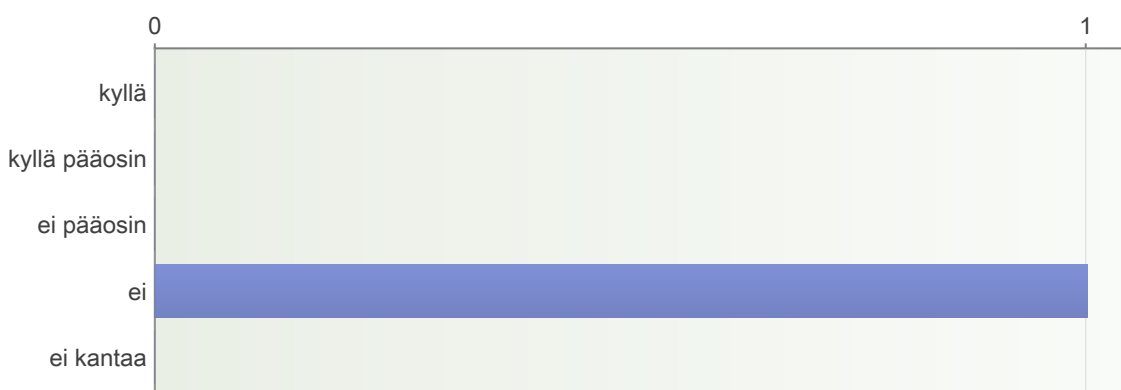 0 1
kyllä
kyllä pääosin
ei pääosin
ei
ei kantaa